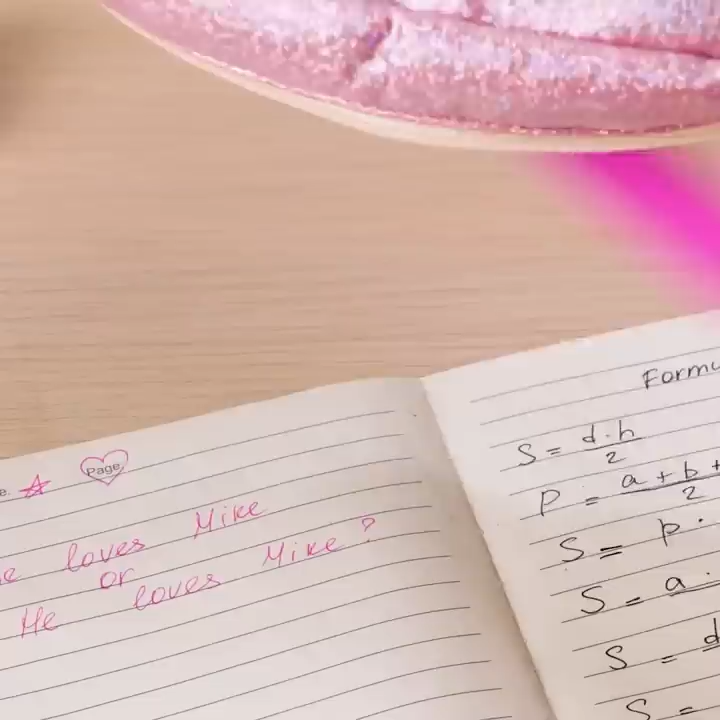 e. Page
e loves Mike
or
He loves Mike?
Formu
S = d·h / 2
P = a + b + / 2
S = p ·
S = a ·
S = d
S =